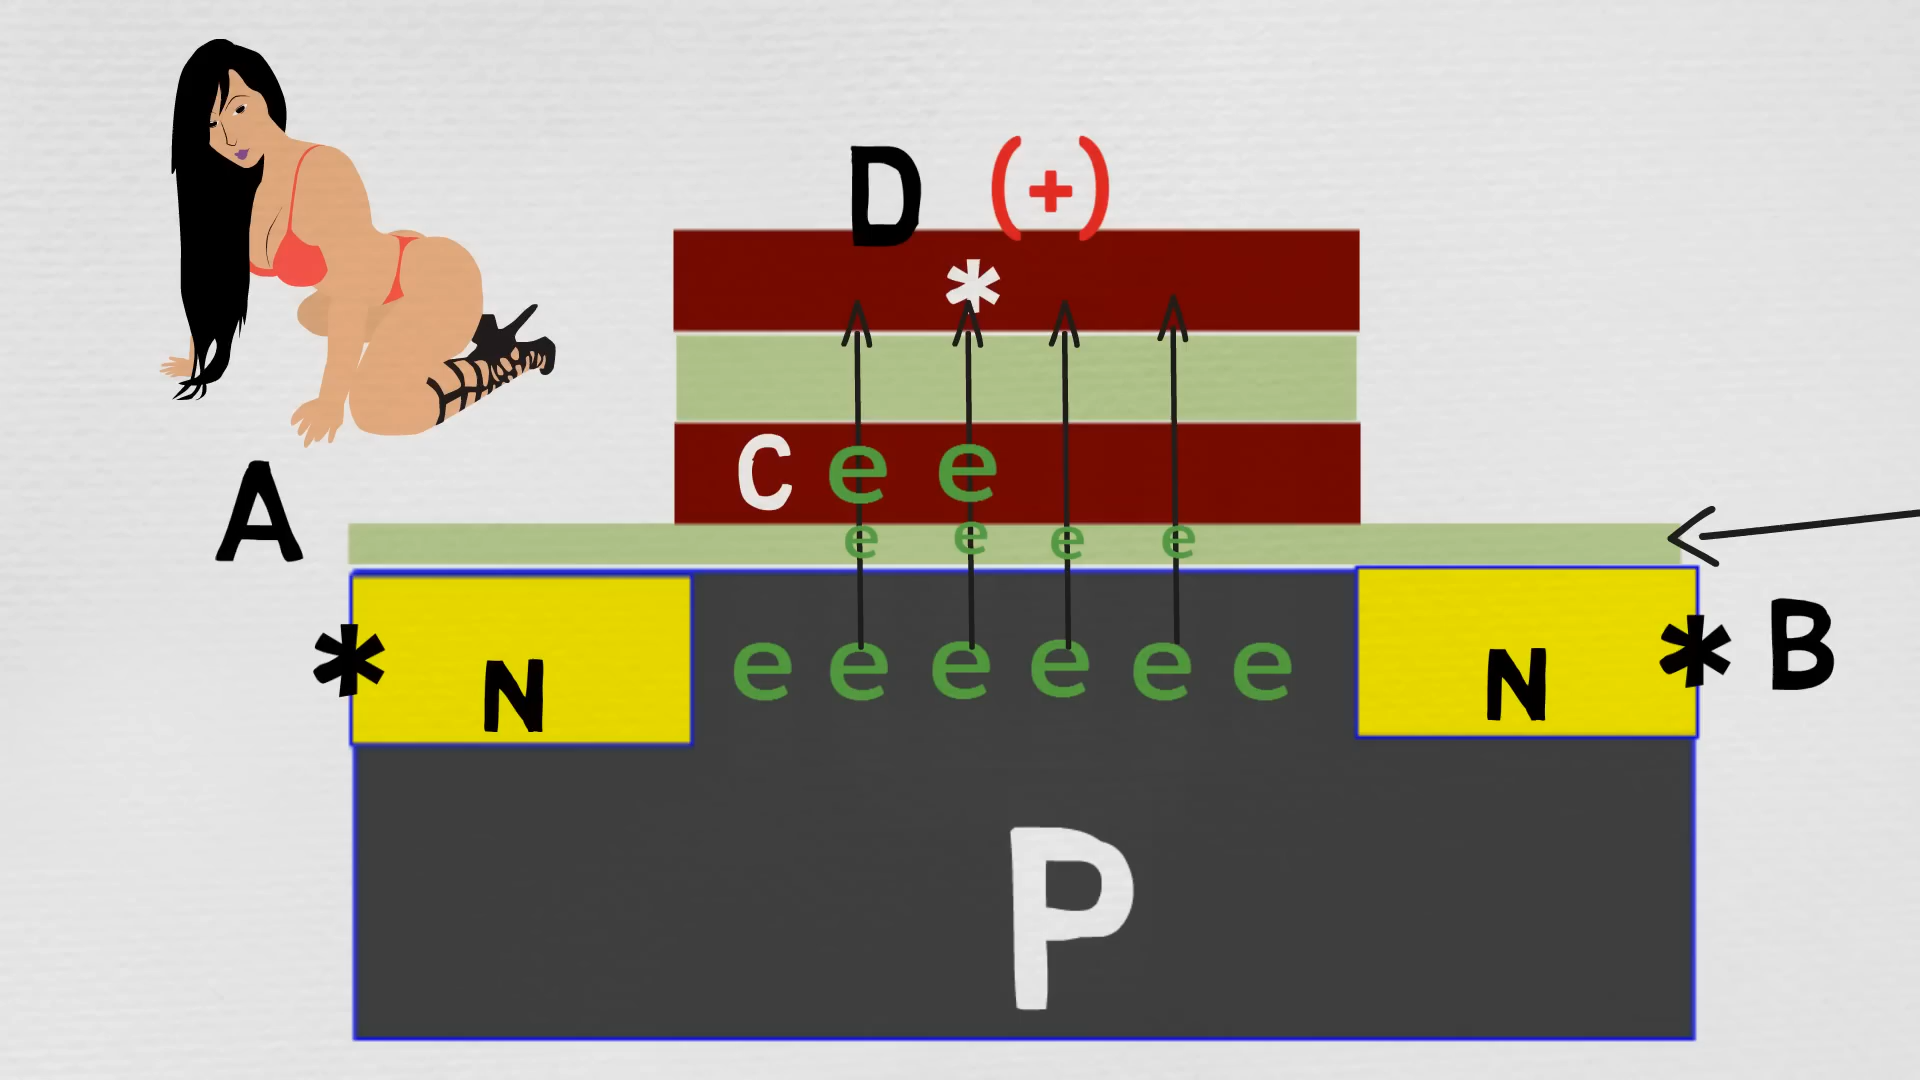 D (+)
*
C e e
A
e e e e
* N
e e e e e e
N * B
P